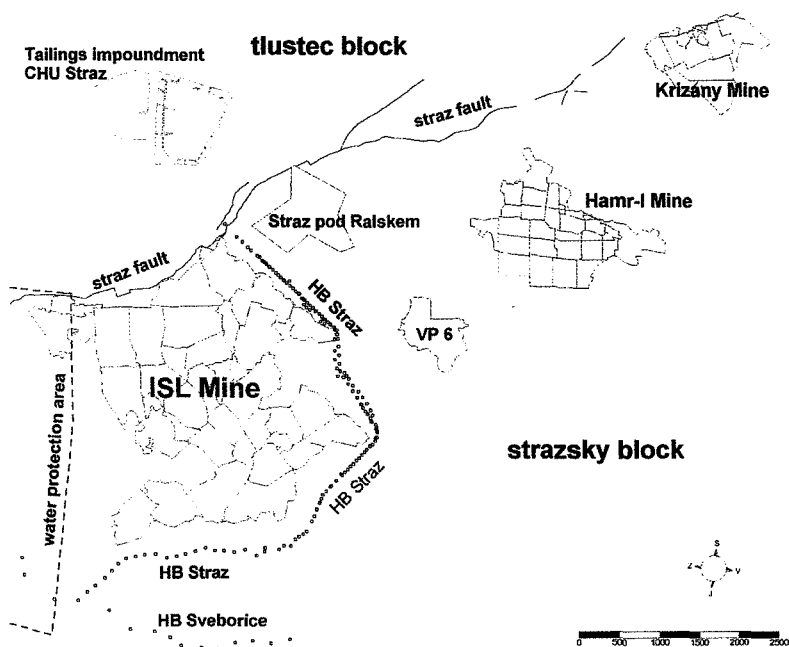 tlustec block
Tailings impoundment
CHU Straz
Krizany Mine
straz fault
Hamr-I Mine
Straz pod Ralskem
straz fault
HB Straz
VP 6
ISL Mine
water protection area
strazsky block
HB Straz
HB Straz
HB Sveborice
S
Z
V
J
0 500 1000 1500 2000 2500